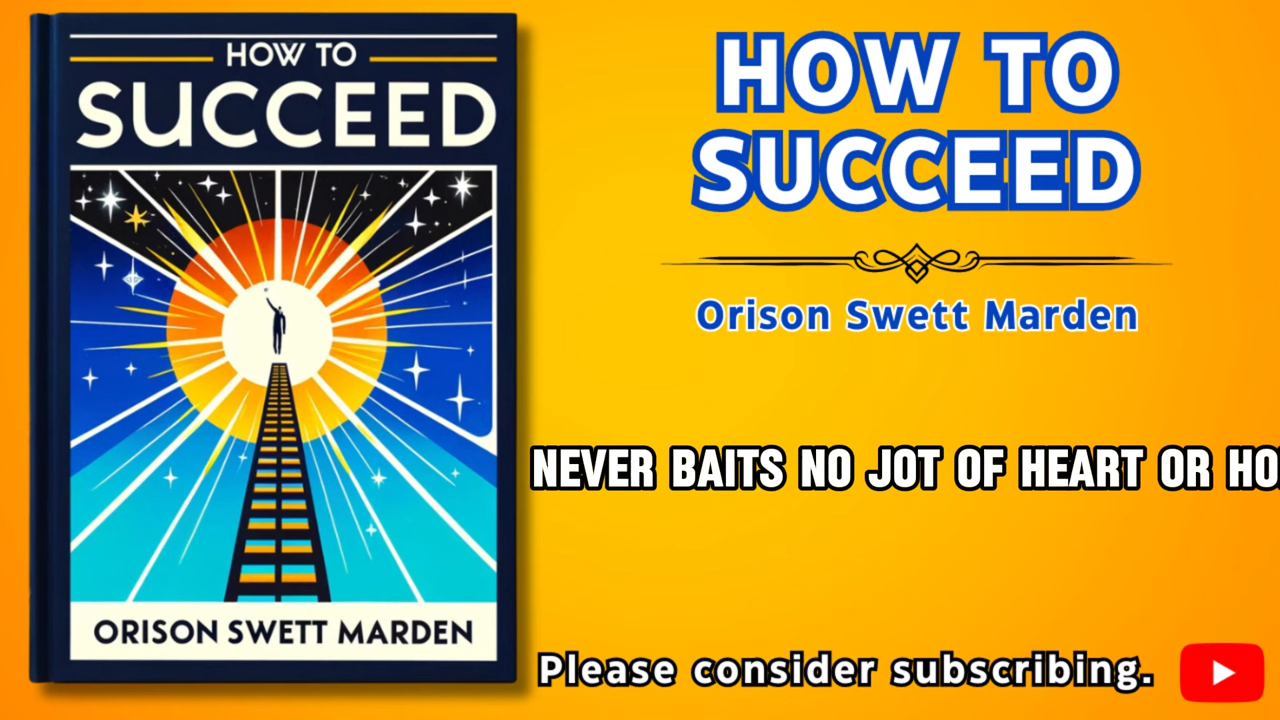 HOW TO
SUCCEED
ORISON SWETT MARDEN
HOW TO
SUCCEED
Orison Swett Marden
NEVER BAITS NO JOT OF HEART OR
Please consider subscribing.